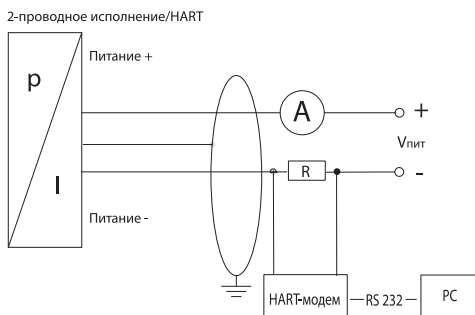 2-проводное исполнение/HART
Питание +
p
A
+
Vпит
I
R
-
Питание -
HART-модем
RS 232
PC